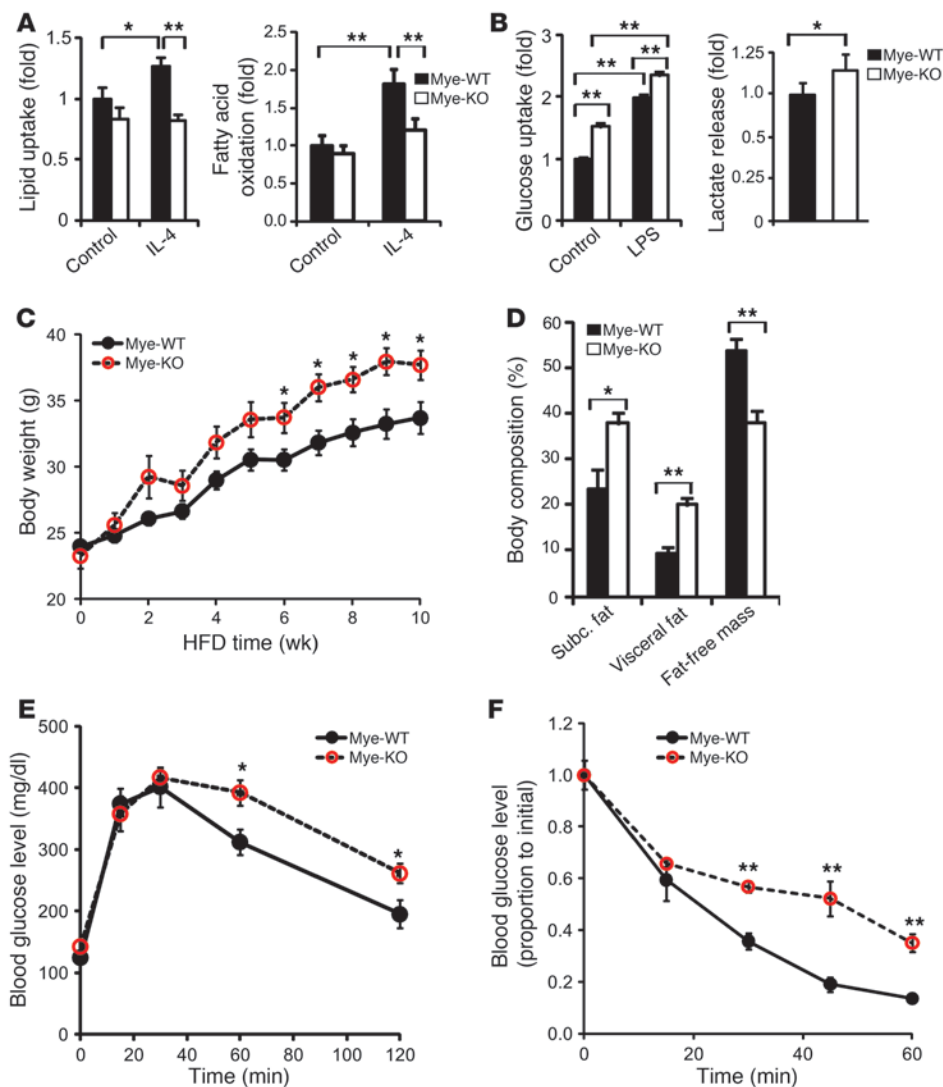 A
Lipid uptake (fold)
1.5
1
0.5
0
*
**
Control
IL-4
Fatty acid
oxidation (fold)
2.5
2.0
1.5
1.0
0.5
0.0
**
**
Mye-WT
Mye-KO
Control
IL-4
B
Glucose uptake (fold)
3
2
1
0
**
**
**
**
Control
LPS
Lactate release (fold)
1.25
1
0.75
0.5
0.25
0
*
Mye-WT
Mye-KO
C
Body weight (g)
37
33
29
25
20
Mye-WT
Mye-KO
* * * * *
0 2 4 6 8 10
HFD time (wk)
D
Body composition (%)
60
50
40
30
20
10
0
Mye-WT
Mye-KO
*
**
**
Subc. fat
Visceral fat
Fat-free mass
E
Blood glucose level (mg/dl)
500
400
300
200
100
0
Mye-WT
Mye-KO
*
*
0 20 40 60 80 100 120
Time (min)
F
Blood glucose level
(proportion to initial)
1.2
1.0
0.8
0.6
0.4
0.2
0.0
Mye-WT
Mye-KO
**
**
**
0 20 40 60
Time (min)